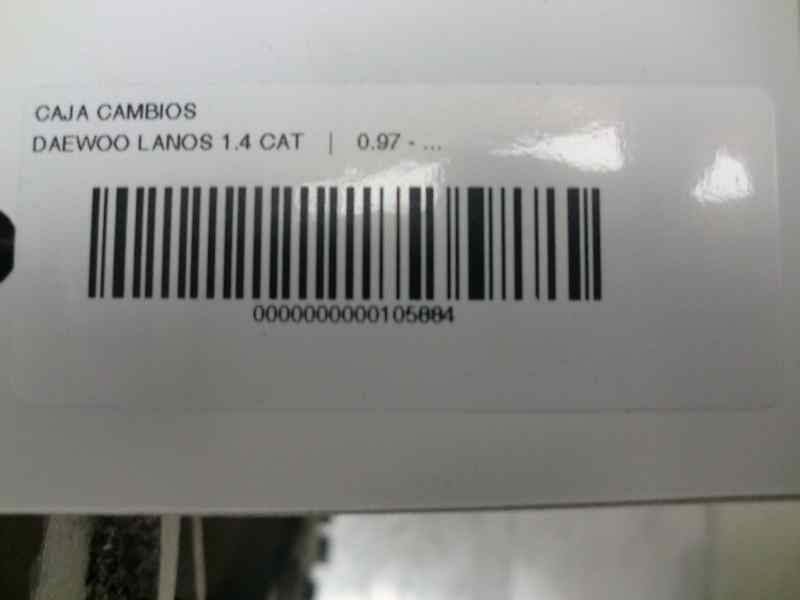 CAJA CAMBIOS
DAEWOO LANOS 1.4 CAT | 0.97 - ...
0000000000105884